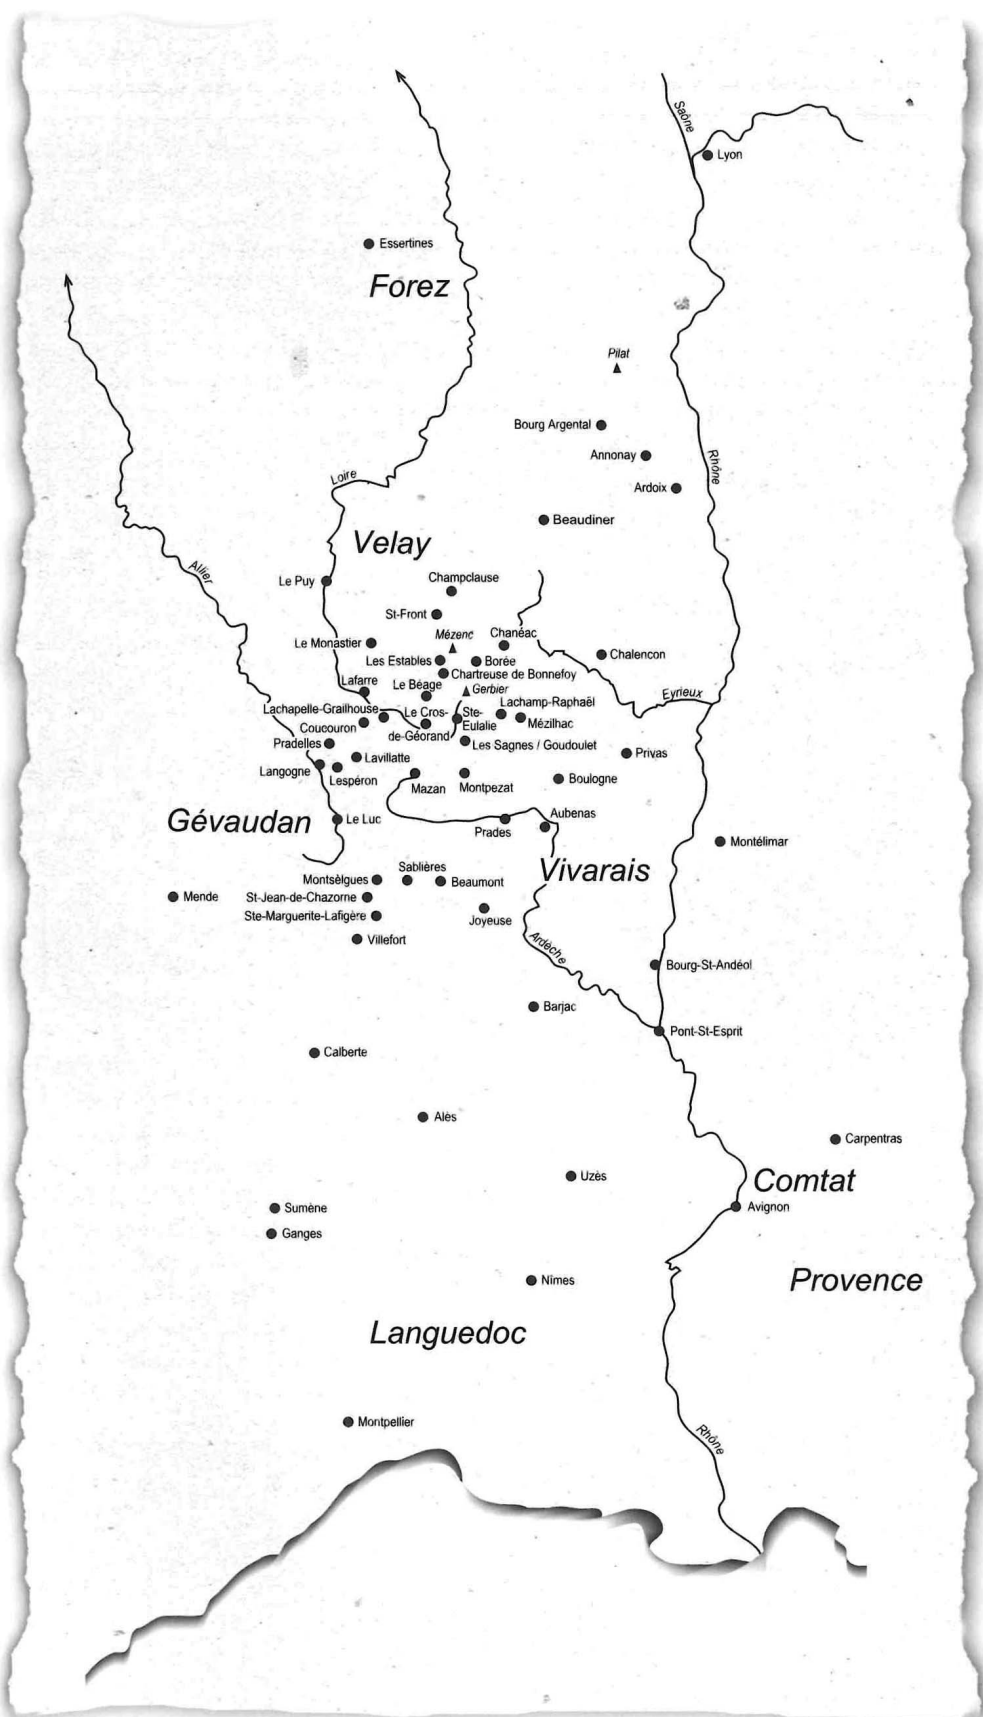 Saône
Lyon
Essertines
Forez
Pilat
Bourg Argental
Annonay
Rhône
Ardoix
Loire
Beaudiner
Velay
Allier
Le Puy
Champclause
St-Front
Mézenc
Chanéac
Le Monastier
Les Estables
Borée
Chalencon
Chartreuse de Bonnefoy
Lafarre
Le Béage
Gerbier
Eyrieux
Lachapelle-Grailhouse
Le Cros-
de-Géorand
Ste-
Eulalie
Lachamp-Raphaël
Mézilhac
Coucouron
Pradelles
Les Sagnes / Goudoulet
Privas
Lavillatte
Langogne
Lespéron
Mazan
Montpezat
Boulogne
Gévaudan
Le Luc
Prades
Aubenas
Montélimar
Vivarais
Sablières
Montsèlgues
Beaumont
Mende
St-Jean-de-Chazorne
Ste-Marguerite-Lafigère
Joyeuse
Villefort
Ardèche
Bourg-St-Andéol
Barjac
Pont-St-Esprit
Calberte
Alès
Carpentras
Uzès
Comtat
Sumène
Avignon
Ganges
Nîmes
Provence
Languedoc
Montpellier
Rhône